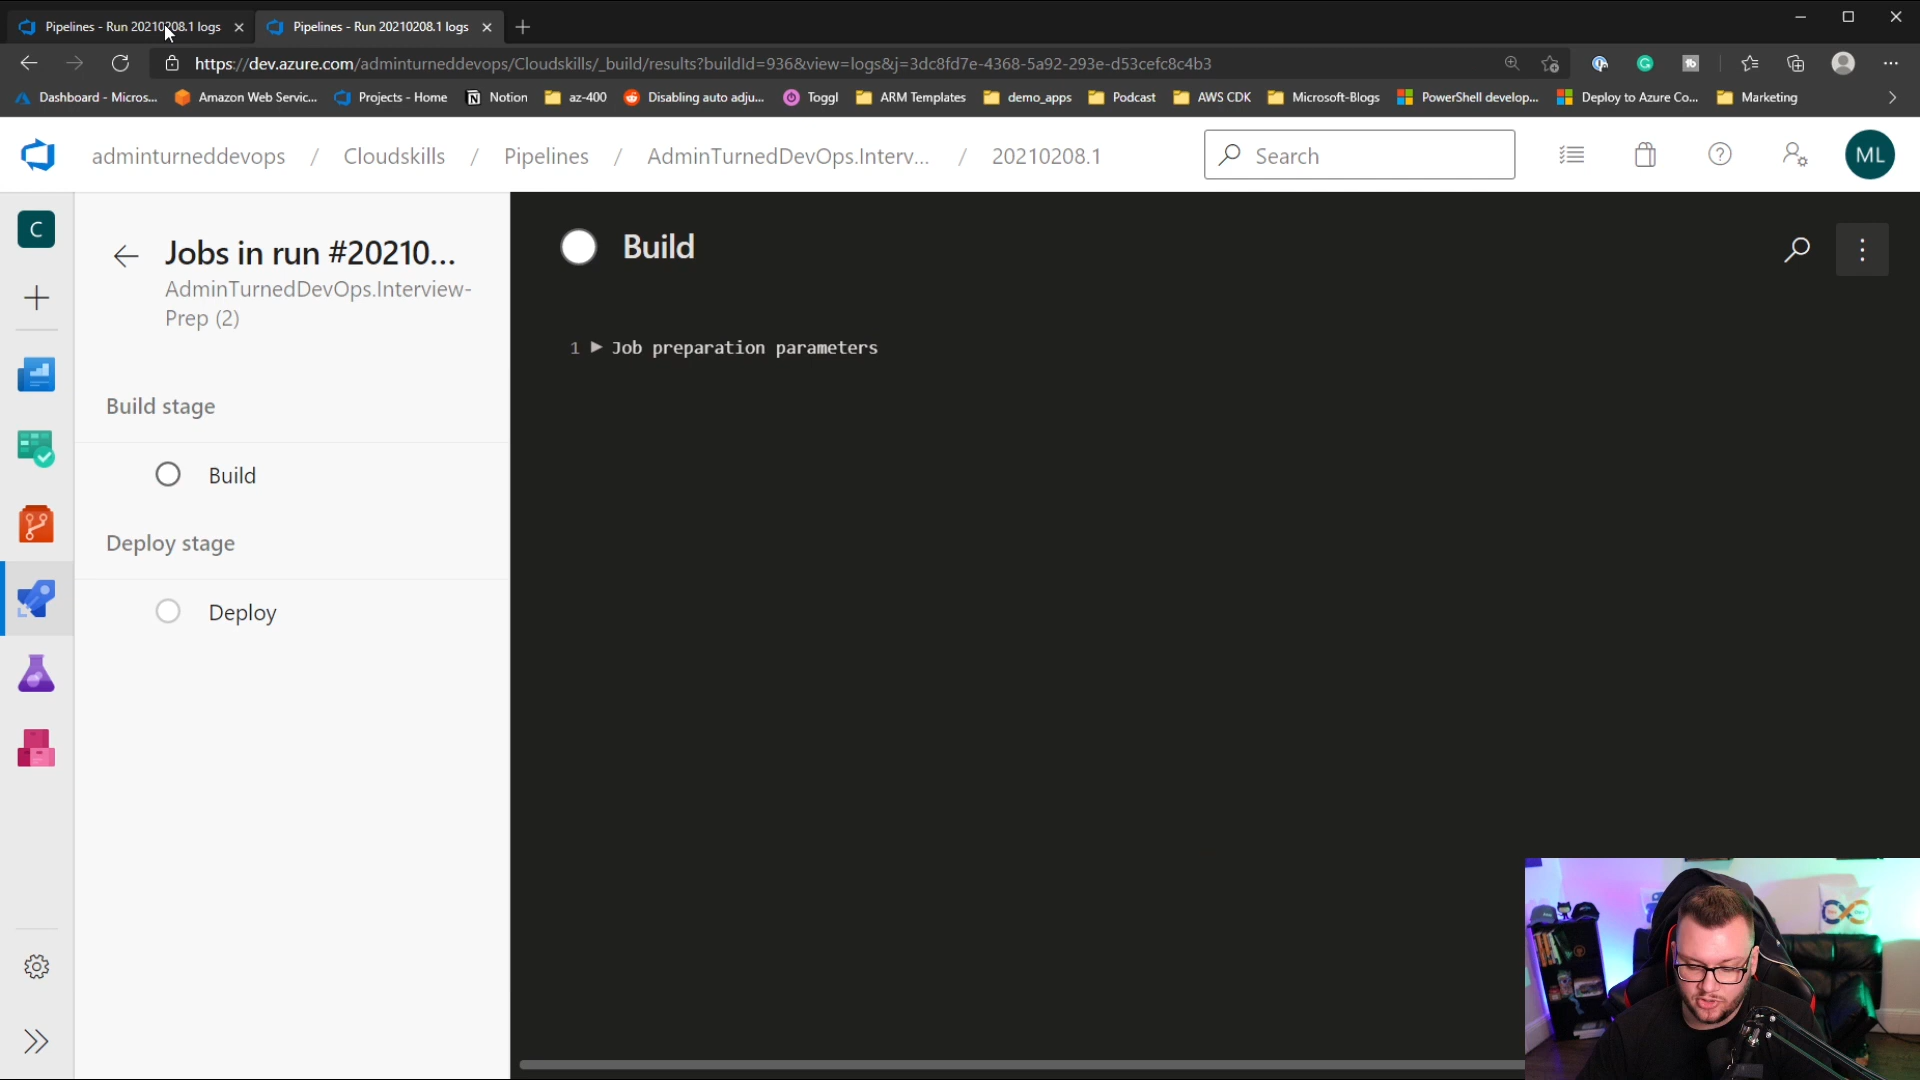 Pipelines - Run 20210208.1 logs
Pipelines - Run 20210208.1 logs
https://dev.azure.com/adminturneddevops/Cloudskills/_build/results?buildId=936&view=logs&j=3dc8fd7e-4368-5a92-293e-d53cefc8c4b3
Dashboard - Micros...
Amazon Web Servic...
Projects - Home
Notion
az-400
Disabling auto adju...
Toggl
ARM Templates
demo_apps
Podcast
AWS CDK
Microsoft-Blogs
PowerShell develop...
Deploy to Azure Co...
Marketing
adminturneddevops / Cloudskills / Pipelines / AdminTurnedDevOps.Interv... / 20210208.1
Search
ML
C
Jobs in run #20210...
AdminTurnedDevOps.Interview-
Prep (2)
Build stage
Build
Deploy stage
Deploy
Build
1 Job preparation parameters